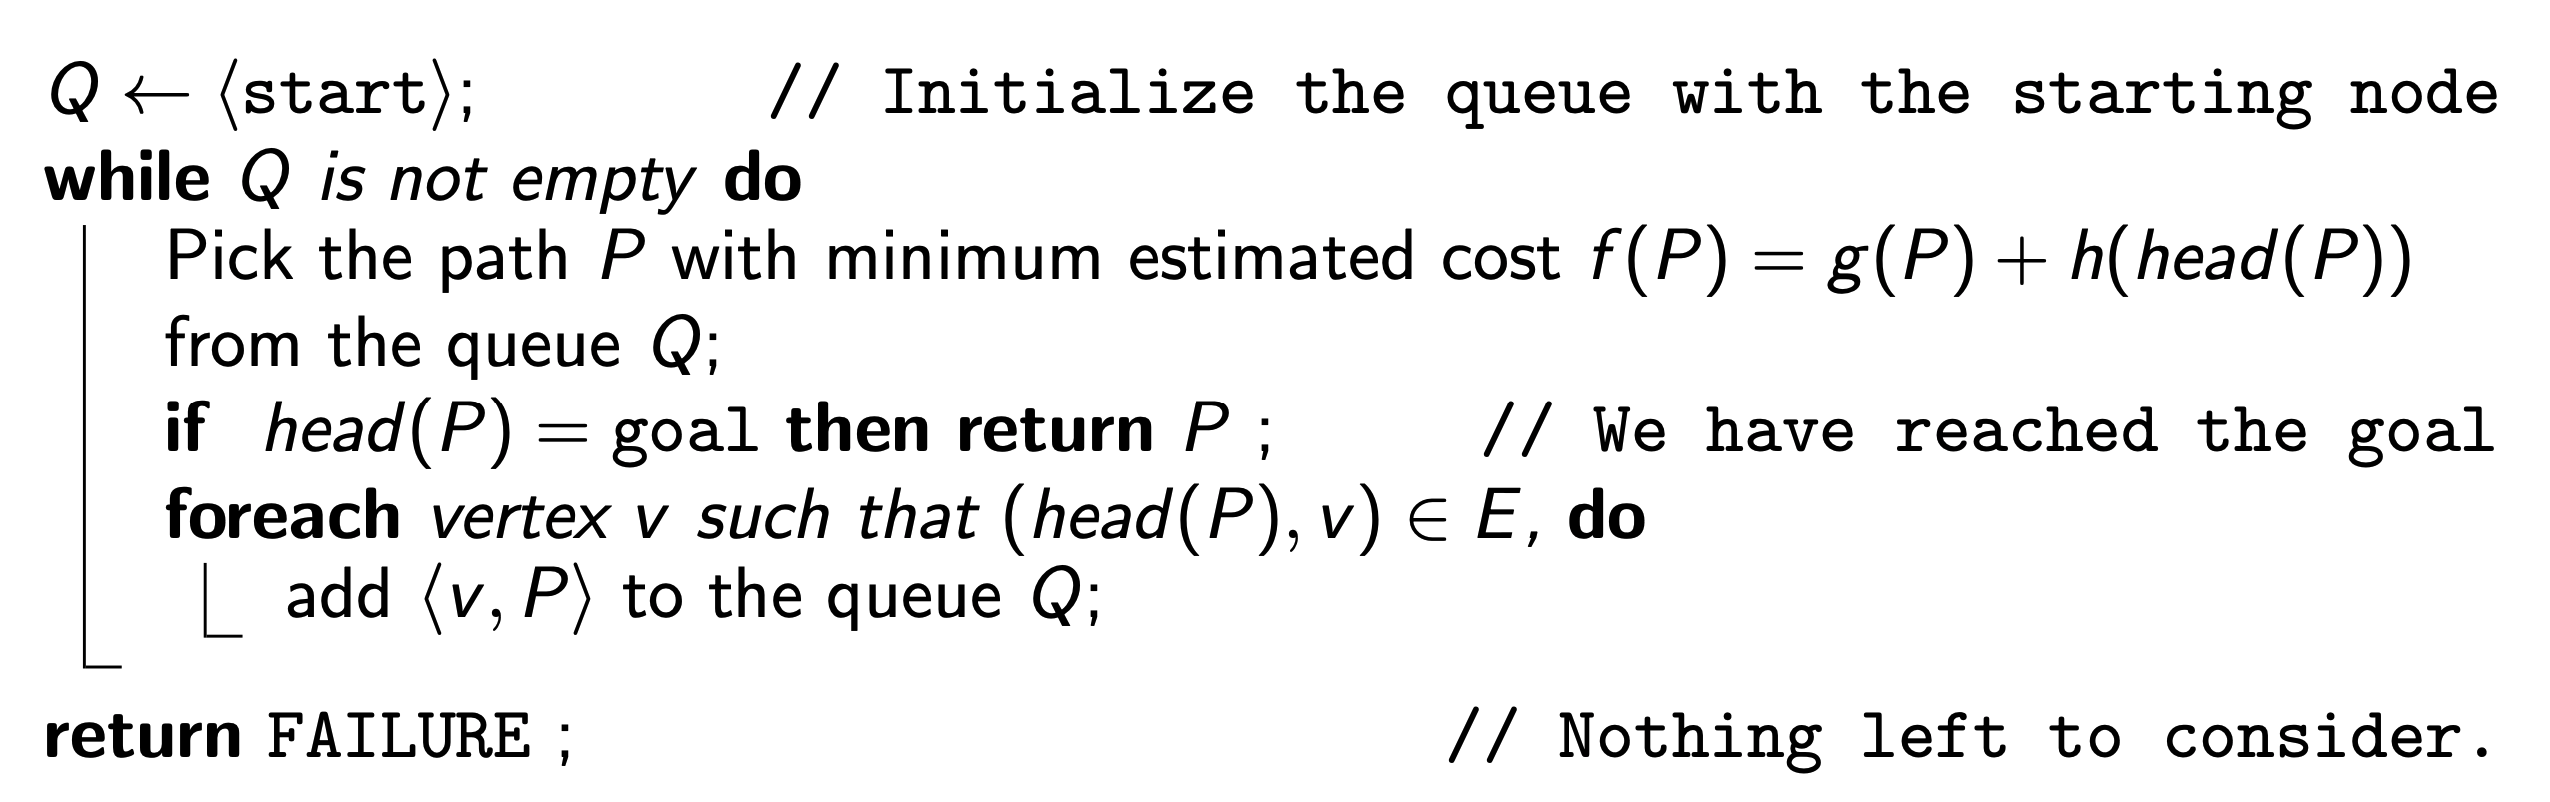 Q ← ⟨start⟩; // Initialize the queue with the starting node
while Q is not empty do
Pick the path P with minimum estimated cost f(P) = g(P) + h(head(P))
from the queue Q;
if head(P) = goal then return P ; // We have reached the goal
foreach vertex v such that (head(P), v) ∈ E, do
add ⟨v, P⟩ to the queue Q;
return FAILURE ; // Nothing left to consider.